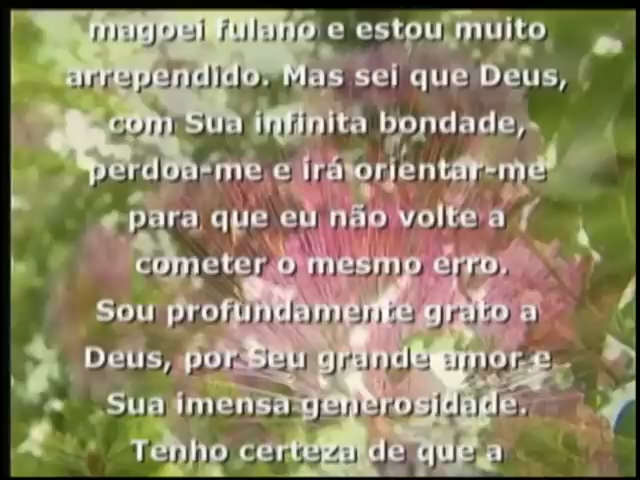 magoei fulano e estou muito
arrependido. Mas sei que Deus,
com Sua infinita bondade,
perdoa-me e irá orientar-me
para que eu não volte a
cometer o mesmo erro.
Sou profundamente grato a
Deus, por Seu grande amor e
Sua imensa generosidade.
Tenho certeza de que a